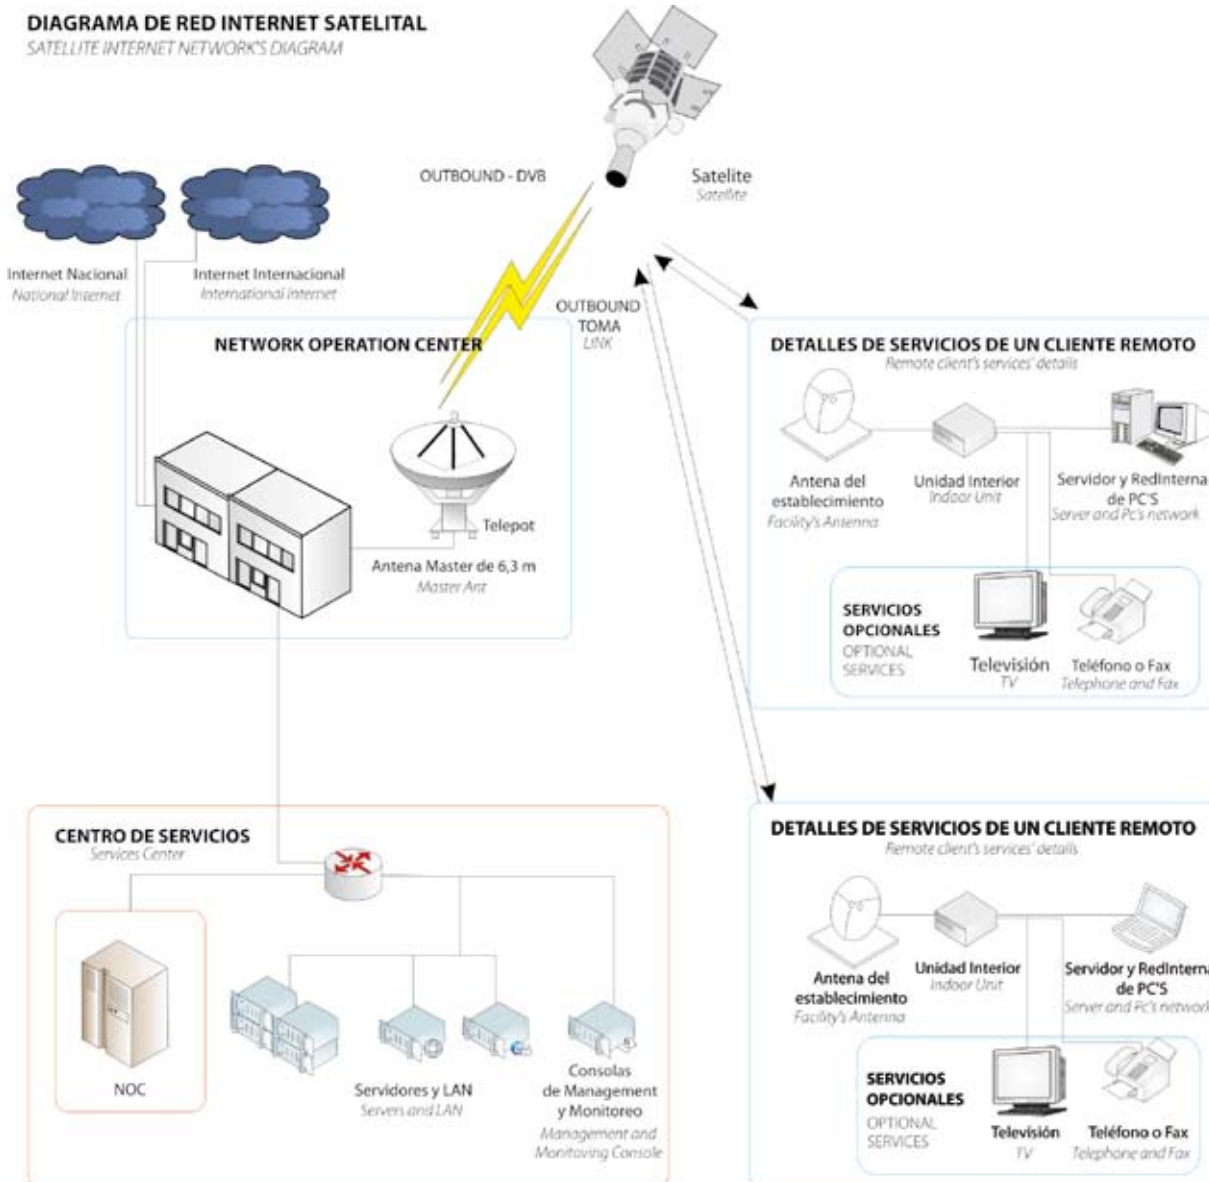 DIAGRAMA DE RED INTERNET SATELITAL
SATELLITE INTERNET NETWORK'S DIAGRAM
OUTBOUND - DVB
Satelite
Satellite
Internet Nacional
National Internet
Internet Internacional
International Internet
OUTBOUND
TOMA
LINK
NETWORK OPERATION CENTER
Telepot
Antena Master de 6,3 m
Master Ant
DETALLES DE SERVICIOS DE UN CLIENTE REMOTO
Remote client's services' details
Antena del
establecimiento
Facility's Antenna
Unidad Interior
Indoor Unit
Servidor y RedInterna
de PC'S
Server and Pc's network
SERVICIOS
OPCIONALES
OPTIONAL
SERVICES
Televisión
TV
Teléfono o Fax
Telephone and Fax
CENTRO DE SERVICIOS
Services Center
NOC
Servidores y LAN
Servers and LAN
Consolas
de Management
y Monitoreo
Management and
Monitoving Console
DETALLES DE SERVICIOS DE UN CLIENTE REMOTO
Remote client's services' details
Antena del
establecimiento
Facility's Antenna
Unidad Interior
Indoor Unit
Servidor y RedInterna
de PC'S
Server and Pc's network
SERVICIOS
OPCIONALES
OPTIONAL
SERVICES
Televisión
TV
Teléfono o Fax
Telephone and Fax